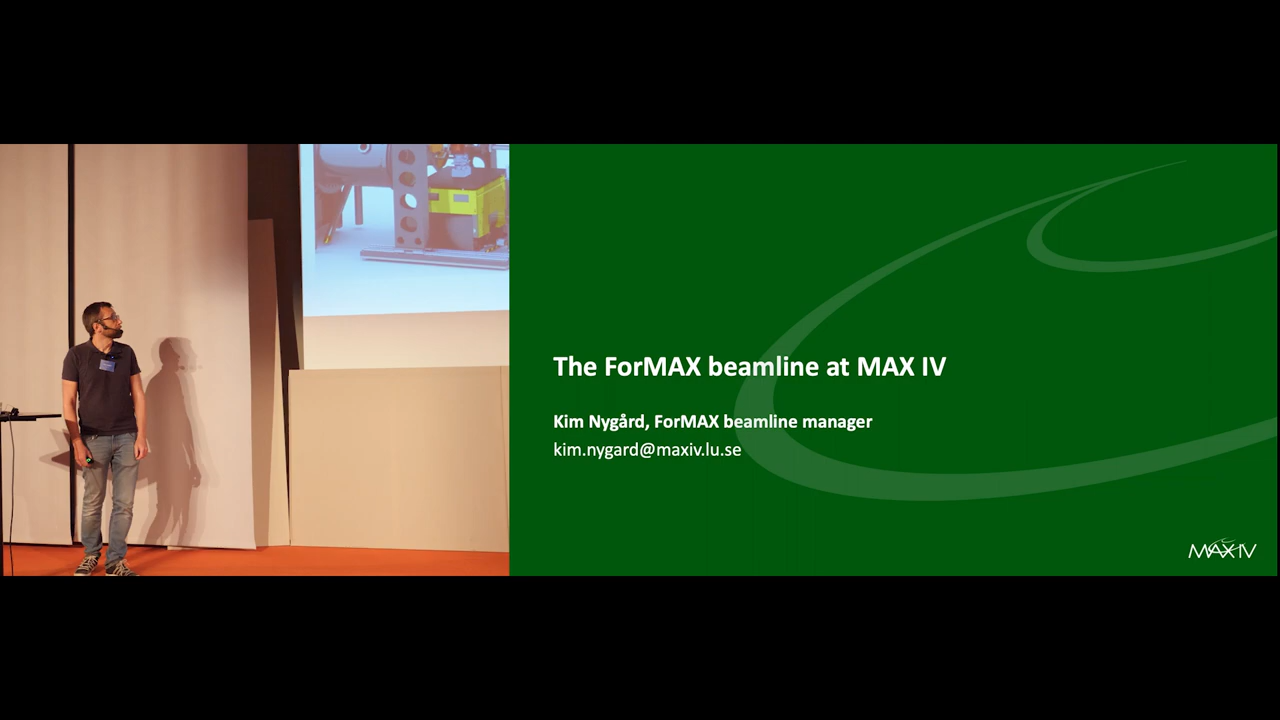 The ForMAX beamline at MAX IV
Kim Nygård, ForMAX beamline manager
kim.nygard@maxiv.lu.se
MAX IV